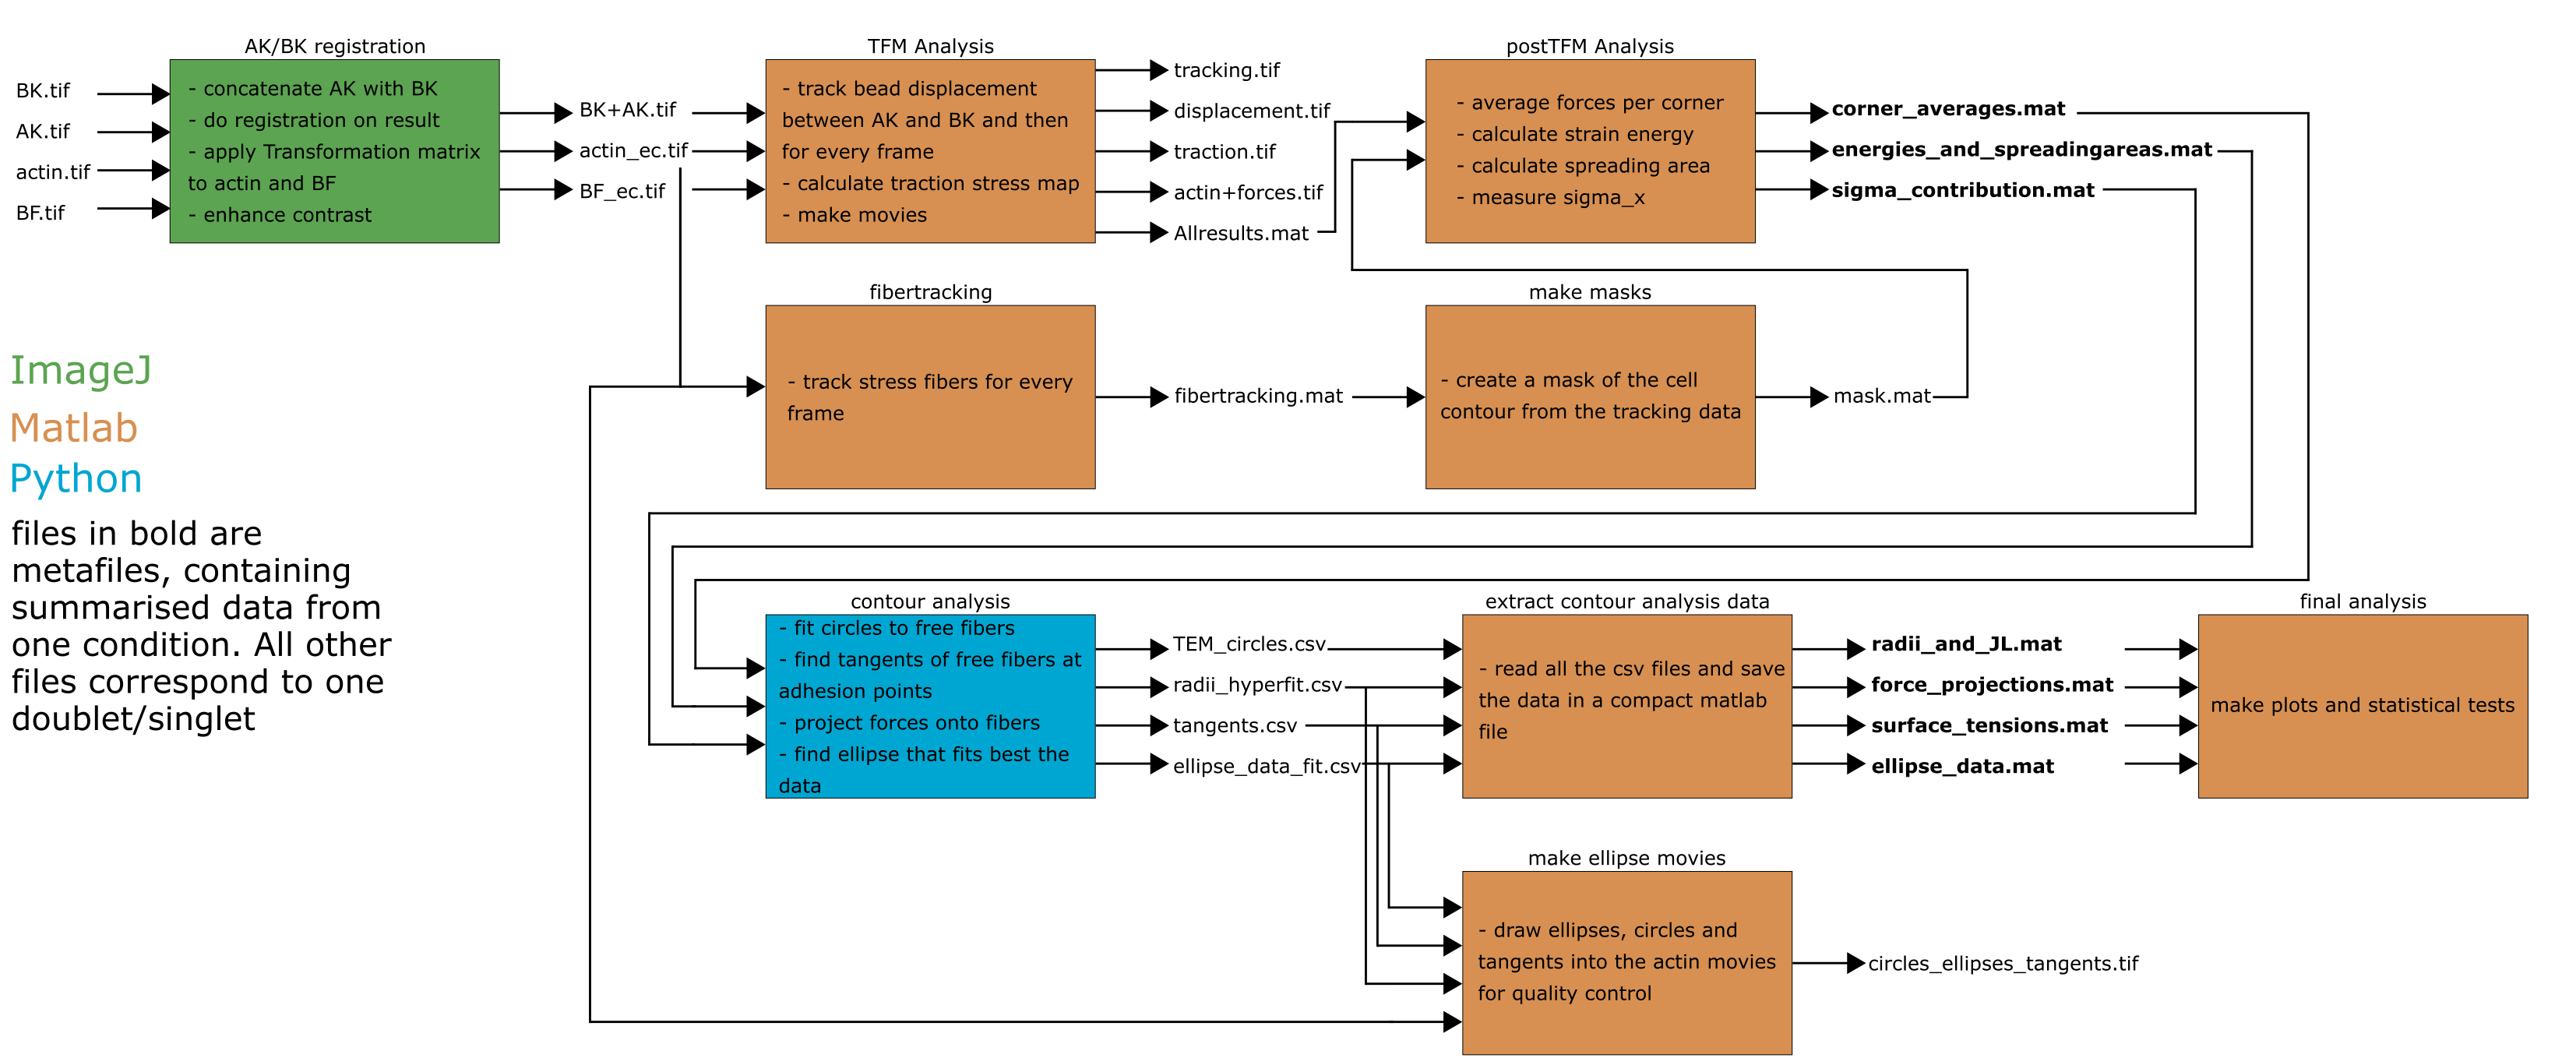 AK/BK registration
BK.tif
AK.tif
actin.tif
BF.tif
- concatenate AK with BK
- do registration on result
- apply Transformation matrix
to actin and BF
- enhance contrast
BK+AK.tif
actin_ec.tif
BF_ec.tif
TFM Analysis
- track bead displacement
between AK and BK and then
for every frame
- calculate traction stress map
- make movies
tracking.tif
displacement.tif
traction.tif
actin+forces.tif
Allresults.mat
postTFM Analysis
- average forces per corner
- calculate strain energy
- calculate spreading area
- measure sigma_x
corner_averages.mat
energies_and_spreadingareas.mat
sigma_contribution.mat
fibertracking
- track stress fibers for every
frame
fibertracking.mat
make masks
- create a mask of the cell
contour from the tracking data
mask.mat
ImageJ
Matlab
Python
files in bold are
metafiles, containing
summarised data from
one condition. All other
files correspond to one
doublet/singlet
contour analysis
- fit circles to free fibers
- find tangents of free fibers at
adhesion points
- project forces onto fibers
- find ellipse that fits best the
data
TEM_circles.csv
radii_hyperfit.csv
tangents.csv
ellipse_data_fit.csv
extract contour analysis data
- read all the csv files and save
the data in a compact matlab
file
radii_and_JL.mat
force_projections.mat
surface_tensions.mat
ellipse_data.mat
final analysis
make plots and statistical tests
make ellipse movies
- draw ellipses, circles and
tangents into the actin movies
for quality control
circles_ellipses_tangents.tif